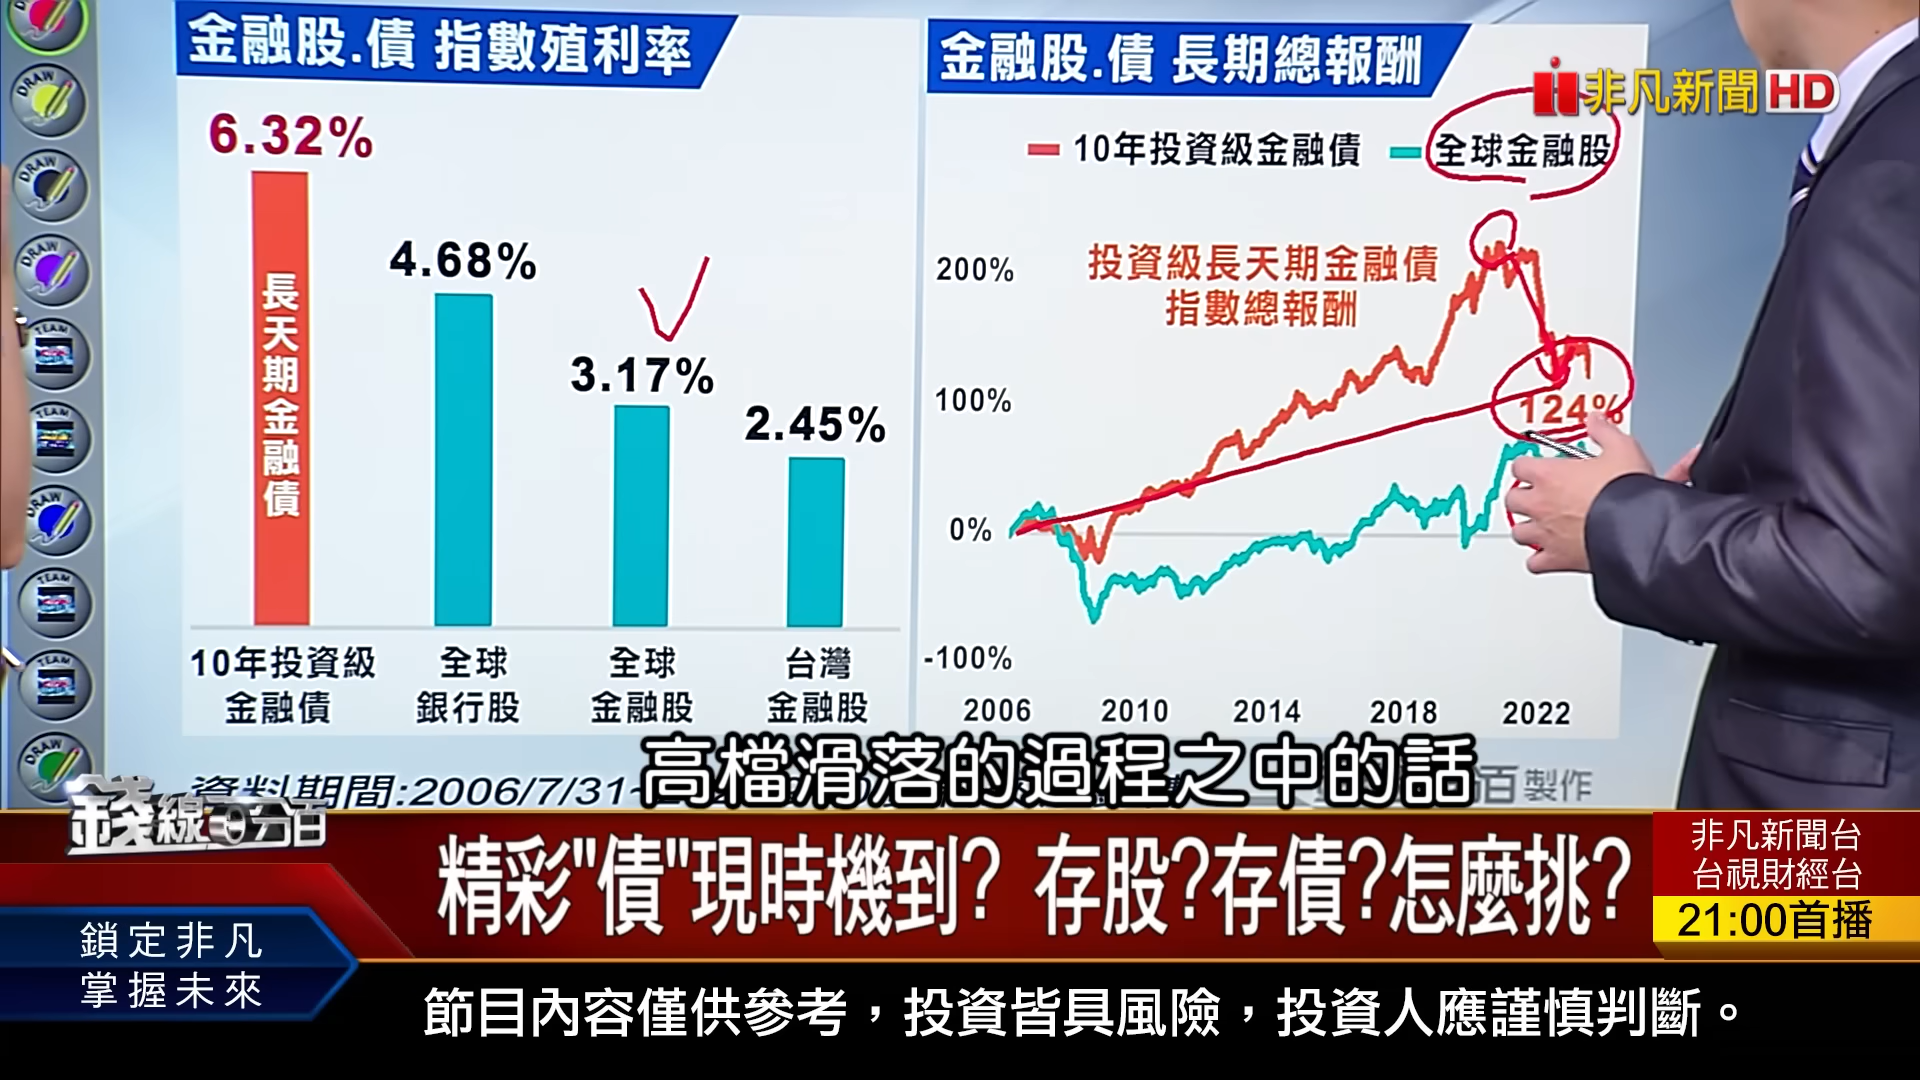 金融股.債 指數殖利率
6.32%
4.68%
3.17%
2.45%
長天期金融債
10年投資級
金融債
全球
銀行股
全球
金融股
台灣
金融股
金融股.債 長期總報酬
非凡新聞HD
10年投資級金融債
全球金融股
投資級長天期金融債
指數總報酬
200%
100%
0%
-100%
124%
2006
2010
2014
2018
2022
DRAW
DRAW
DRAW
TEAM
TEAM
DRAW
TEAM
TEAM
DRAW
資料期間:2006/7/31~
製作
高檔滑落的過程之中的話
錢線百分百
精彩"債"現時機到? 存股?存債?怎麼挑?
非凡新聞台
台視財經台
21:00首播
鎖定非凡
掌握未來
節目內容僅供參考，投資皆具風險，投資人應謹慎判斷。